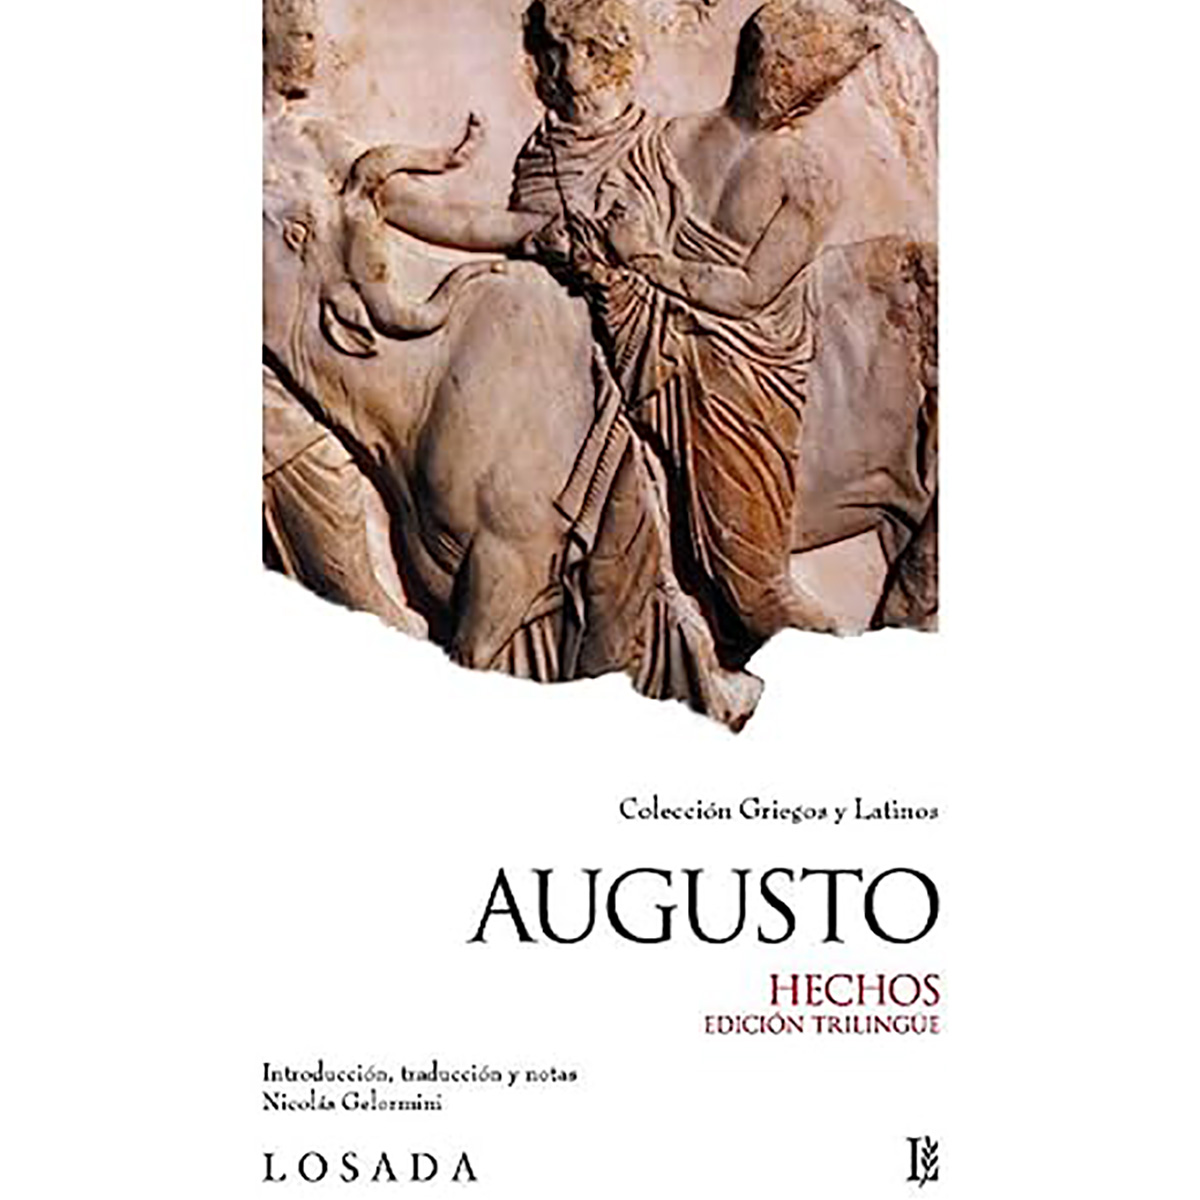 Colección Griegos y Latinos
AUGUSTO
HECHOS
EDICIÓN TRILINGÜE
Introducción, traducción y notas
Nicolás Gelormini
LOSADA
L